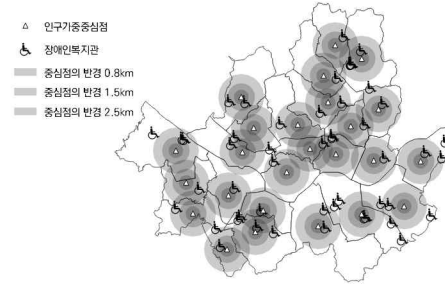 인구가중중심점
장애인복지관
중심점의 반경 0.8km
중심점의 반경 1.5km
중심점의 반경 2.5km